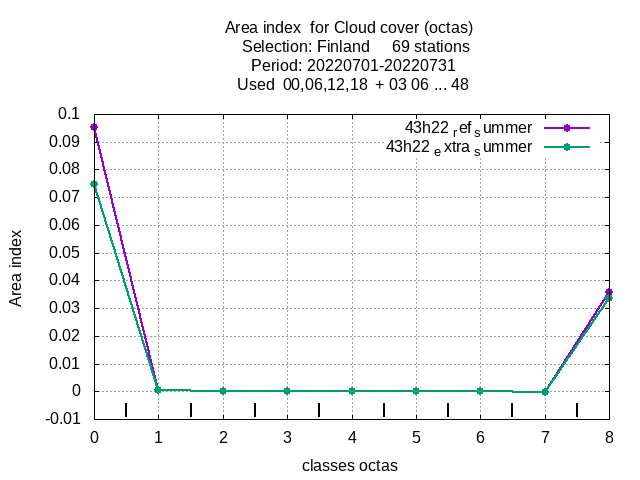 Area index  for Cloud cover (octas)
Selection: Finland     69 stations
Period: 20220701-20220731
Used  00,06,12,18  + 03 06 ... 48
43h22 ref summer
43h22 extra summer
0.1
0.09
0.08
0.07
0.06
0.05
0.04
0.03
0.02
0.01
0
-0.01
Area index
0 1 2 3 4 5 6 7 8
classes octas